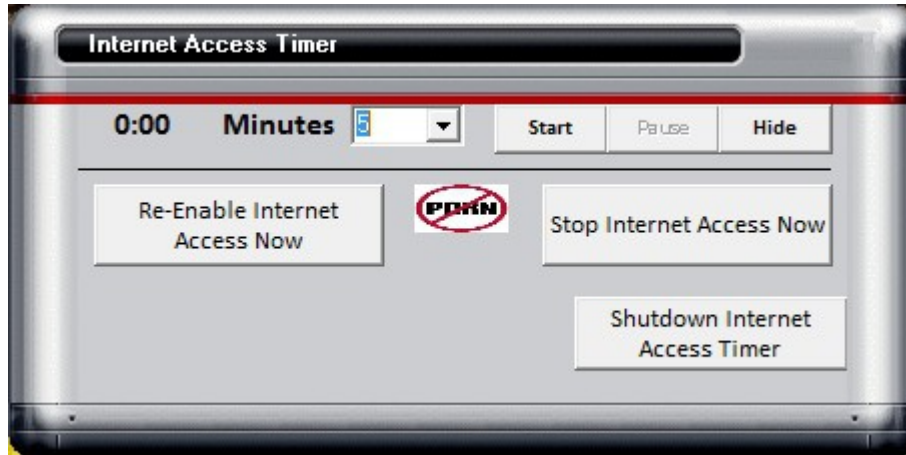 Internet Access Timer
0:00 Minutes 5 Start Pause Hide
Re-Enable Internet
Access Now
PORN
Stop Internet Access Now
Shutdown Internet
Access Timer